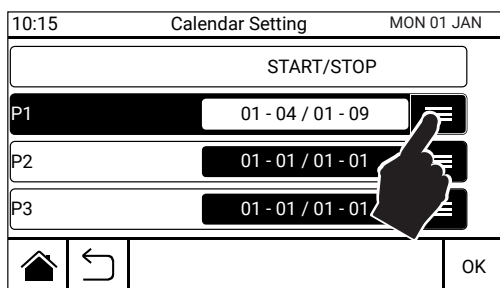 10:15 Calendar Setting MON 01 JAN
START/STOP
P1 01 - 04 / 01 - 09
P2 01 - 01 / 01 - 01
P3 01 - 01 / 01 - 01
OK